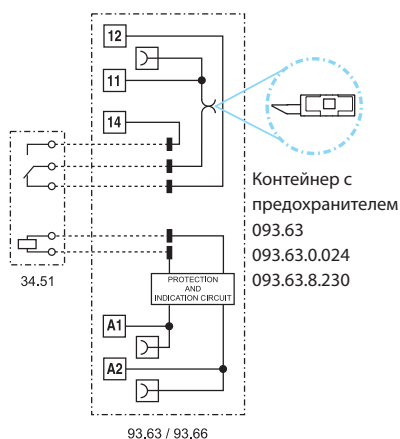 12
11
14
34.51
PROTECTION
AND
INDICATION CIRCUIT
A1
A2
93.63 / 93.66
Контейнер с
предохранителем
093.63
093.63.0.024
093.63.8.230